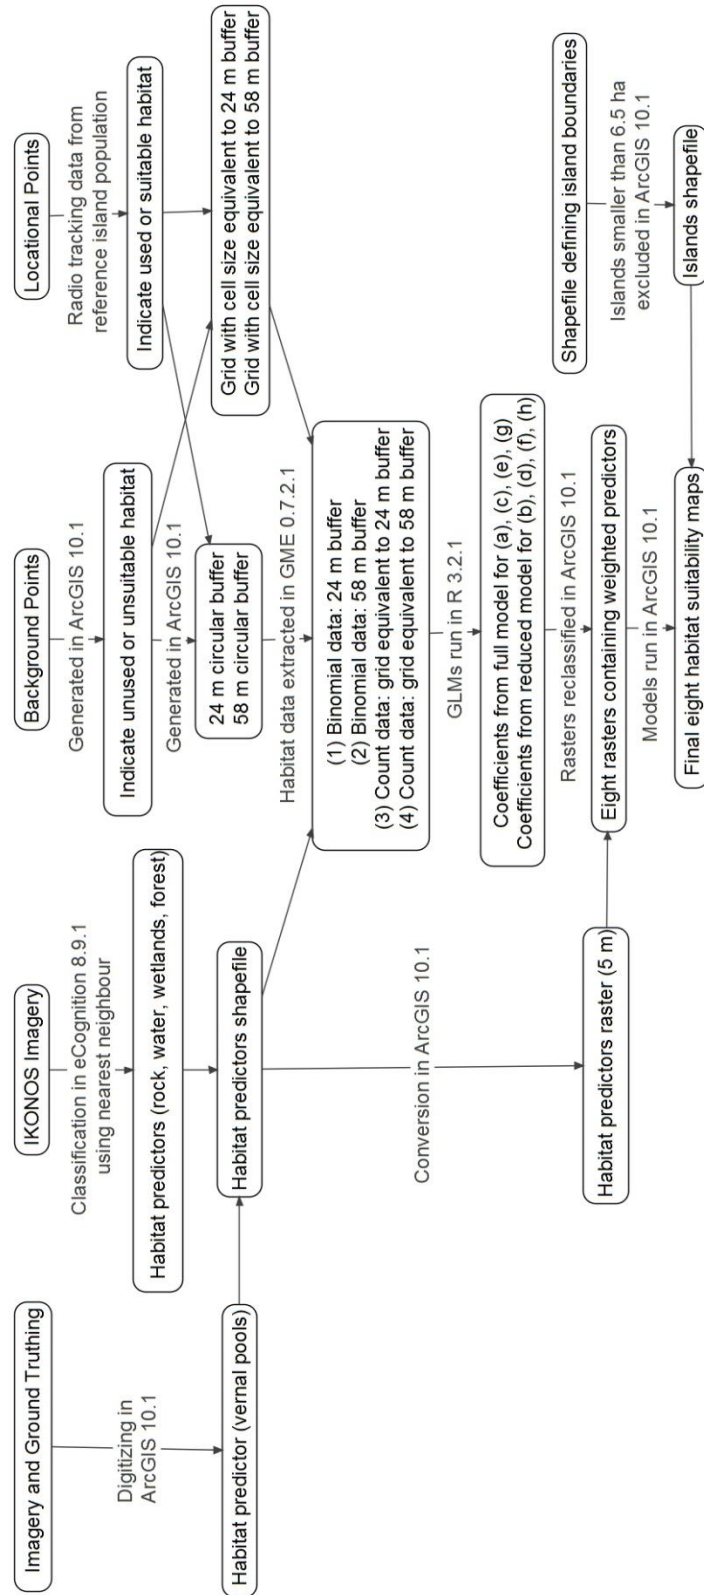 Imagery and Ground Truthing
Digitizing in
ArcGIS 10.1
Habitat predictor (vernal pools)
IKONOS Imagery
Classification in eCognition 8.9.1
using nearest neighbour
Habitat predictors (rock, water, wetlands, forest)
Habitat predictors shapefile
Conversion in ArcGIS 10.1
Habitat predictors raster (5 m)
Background Points
Generated in ArcGIS 10.1
Indicate unused or unsuitable habitat
Generated in ArcGIS 10.1
24 m circular buffer
58 m circular buffer
Habitat data extracted in GME 0.7.2.1
Locational Points
Radio tracking data from
reference island population
Indicate used or suitable habitat
Grid with cell size equivalent to 24 m buffer
Grid with cell size equivalent to 58 m buffer
(1) Binomial data: 24 m buffer
(2) Binomial data: 58 m buffer
(3) Count data: grid equivalent to 24 m buffer
(4) Count data: grid equivalent to 58 m buffer
GLMs run in R 3.2.1
Coefficients from full model for (a), (c), (e), (g)
Coefficients from reduced model for (b), (d), (f), (h)
Rasters reclassified in ArcGIS 10.1
Eight rasters containing weighted predictors
Models run in ArcGIS 10.1
Final eight habitat suitability maps
Shapefile defining island boundaries
Islands smaller than 6.5 ha
excluded in ArcGIS 10.1
Islands shapefile